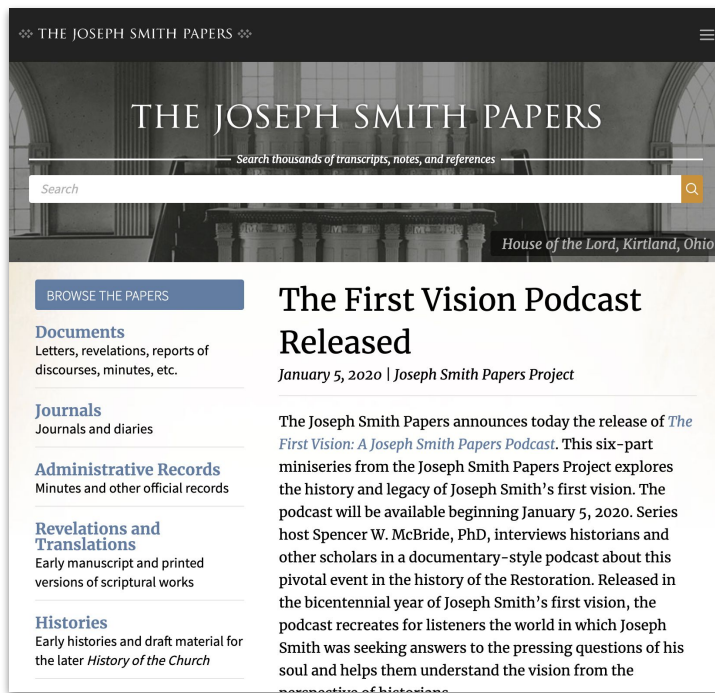 THE JOSEPH SMITH PAPERS
THE JOSEPH SMITH PAPERS
Search thousands of transcripts, notes, and references
Search
House of the Lord, Kirtland, Ohio
BROWSE THE PAPERS
Documents
Letters, revelations, reports of
discourses, minutes, etc.
Journals
Journals and diaries
Administrative Records
Minutes and other official records
Revelations and
Translations
Early manuscript and printed
versions of scriptural works
Histories
Early histories and draft material for
the later History of the Church
The First Vision Podcast
Released
January 5, 2020 | Joseph Smith Papers Project
The Joseph Smith Papers announces today the release of The
First Vision: A Joseph Smith Papers Podcast. This six-part
miniseries from the Joseph Smith Papers Project explores
the history and legacy of Joseph Smith’s first vision. The
podcast will be available beginning January 5, 2020. Series
host Spencer W. McBride, PhD, interviews historians and
other scholars in a documentary-style podcast about this
pivotal event in the history of the Restoration. Released in
the bicentennial year of Joseph Smith’s first vision, the
podcast recreates for listeners the world in which Joseph
Smith was seeking answers to the pressing questions of his
soul and helps them understand the vision from the
perspective of historians.